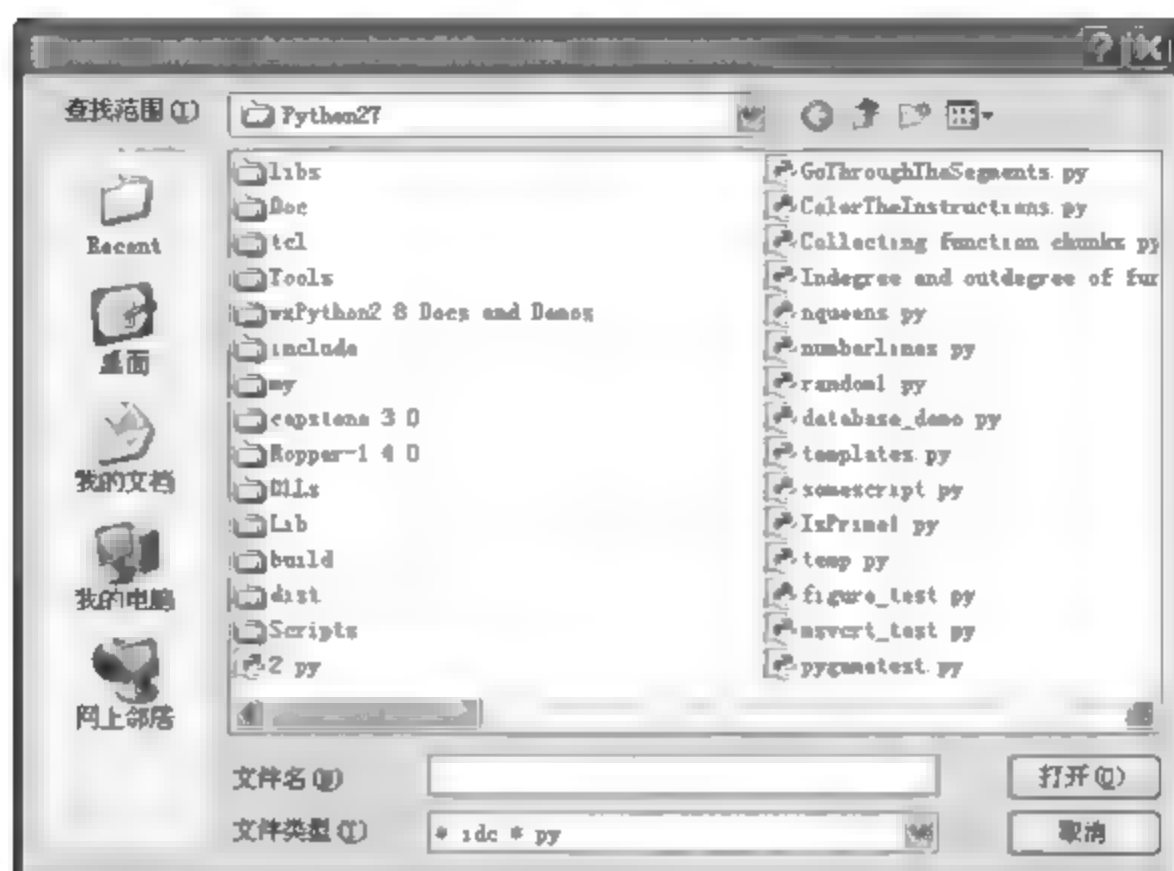 查找范围(I) Python27
libs
Doc
tcl
Tools
wxPython2 8 Docs and Demos
include
my
capstone 3 0
Ropper-1 4 0
DLLs
Lib
build
dist
Scripts
2 py
GoThroughTheSegments py
ColorTheInstructions py
Collecting function chunks py
Indegree and outdegree of fun
nqueens py
numberlines py
random1 py
database_demo py
templates py
somescript py
IsPrime1 py
temp py
figure_test py
msvcrt_test py
pygametest py
Recent
桌面
我的文档
我的电脑
网上邻居
文件名(N)
打开(O)
文件类型(T) * idc * py
取消